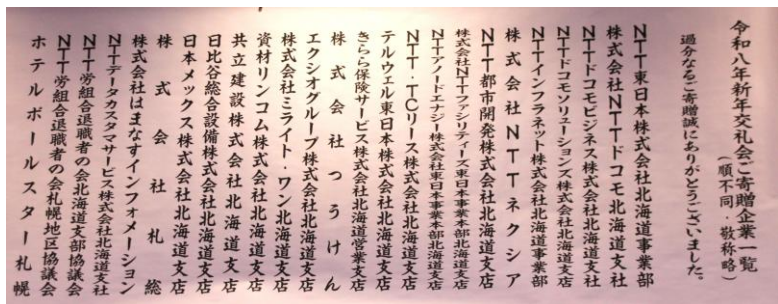 令和八年新年交礼会ご寄贈企業一覧
(順不同・敬称略)
過分なるご寄贈誠にありがとうございました。
NTT東日本株式会社北海道事業部
株式会社NTTドコモ北海道支社
NTTドコモビジネス株式会社北海道支社
NTTドコモソリューションズ株式会社北海道支社
NTTインフラネット株式会社北海道事業部
株式会社NTTネクシア
NTT都市開発株式会社北海道支店
株式会社NTTファシリティーズ東日本事業本部北海道支店
NTTアノードエナジー株式会社東日本事業本部北海道支店
NTT・TCリース株式会社北海道支店
テルウェル東日本株式会社北海道支店
きらら保険サービス株式会社北海道営業支店
株式会社つうけん
エクシオグループ株式会社北海道支店
株式会社ミライト・ワン北海道支店
資材リンコム株式会社北海道支店
共立建設株式会社北海道支店
日比谷総合設備株式会社北海道支店
日本メックス株式会社北海道支店
株式会社札総
株式会社はまなすインフォメーション
NTTデータカスタマサービス株式会社北海道支社
NTT労組合退職者の会北海道支部協議会
NTT労組合退職者の会札幌地区協議会
ホテルポールスター札幌